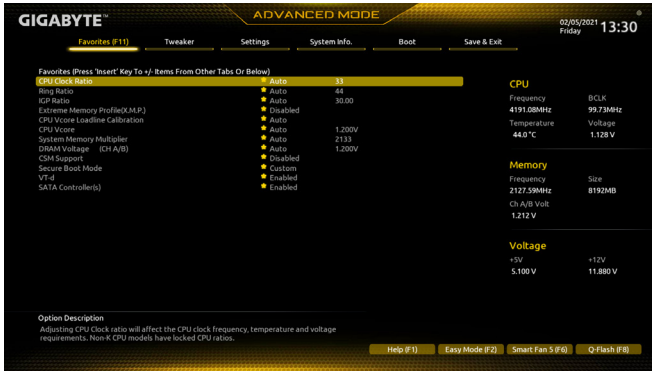 GIGABYTE™
ADVANCED MODE
02/05/2021
Friday
13:30
Favorites (F11) Tweaker Settings System Info. Boot Save & Exit
Favorites (Press 'Insert' Key To +/- Items From Other Tabs Or Below)
CPU Clock Ratio Auto 33
Ring Ratio Auto 44
IGP Ratio Auto 30.00
Extreme Memory Profile(X.M.P.) Disabled
CPU Vcore Loadline Calibration Auto
CPU Vcore Auto 1.200V
System Memory Multiplier Auto 2133
DRAM Voltage (CH A/B) Auto 1.200V
CSM Support Disabled
Secure Boot Mode Custom
VT-d Enabled
SATA Controller(s) Enabled
CPU
Frequency BCLK
4191.08MHz 99.73MHz
Temperature Voltage
44.0 °C 1.128 V
Memory
Frequency Size
2127.59MHz 8192MB
Ch A/B Volt
1.212 V
Voltage
+5V +12V
5.100 V 11.880 V
Option Description
Adjusting CPU Clock ratio will affect the CPU clock frequency, temperature and voltage
requirements. Non-K CPU models have locked CPU ratios.
Help (F1) Easy Mode (F2) Smart Fan 5 (F6) Q-Flash (F8)